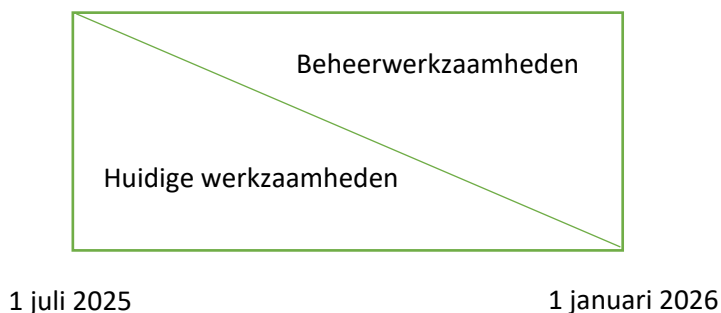 Beheerwerkzaamheden
Huidige werkzaamheden
1 juli 2025
1 januari 2026